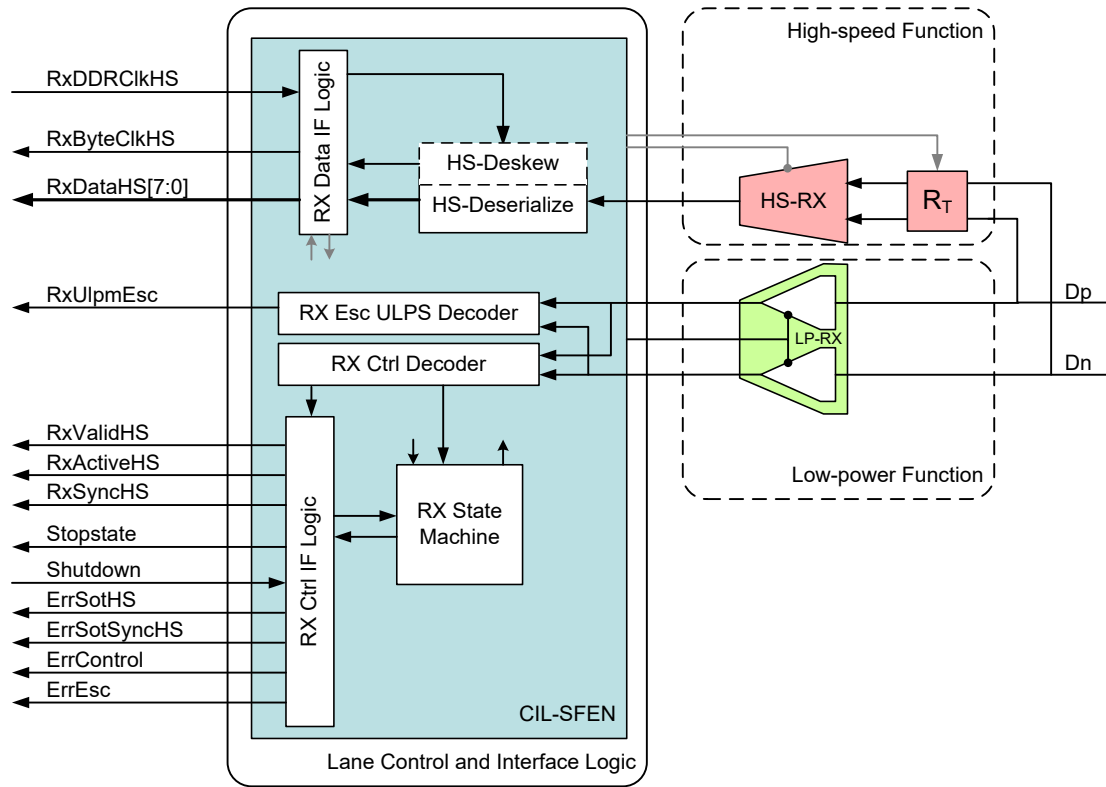 High-speed Function
RxDDRClkHS
RxByteClkHS
RxDataHS[7:0]
RX Data IF Logic
HS-Deskew
HS-Deserialize
HS-RX
RT
RxUlpmEsc
RX Esc ULPS Decoder
RX Ctrl Decoder
LP-RX
Dp
Dn
Low-power Function
RxValidHS
RxActiveHS
RxSyncHS
Stopstate
Shutdown
ErrSotHS
ErrSotSyncHS
ErrControl
ErrEsc
RX Ctrl IF Logic
RX State
Machine
CIL-SFEN
Lane Control and Interface Logic